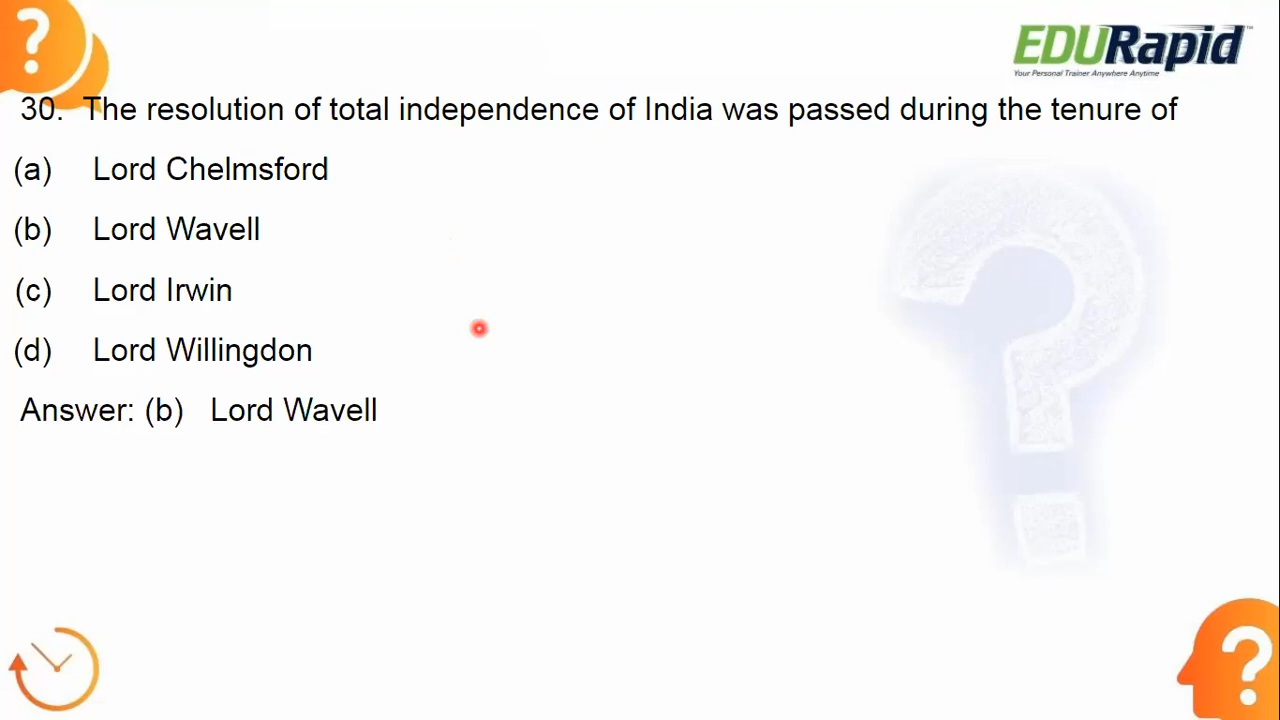 EDURapid™
Your Personal Trainer Anywhere Anytime
30. The resolution of total independence of India was passed during the tenure of
(a) Lord Chelmsford
(b) Lord Wavell
(c) Lord Irwin
(d) Lord Willingdon
Answer: (b) Lord Wavell